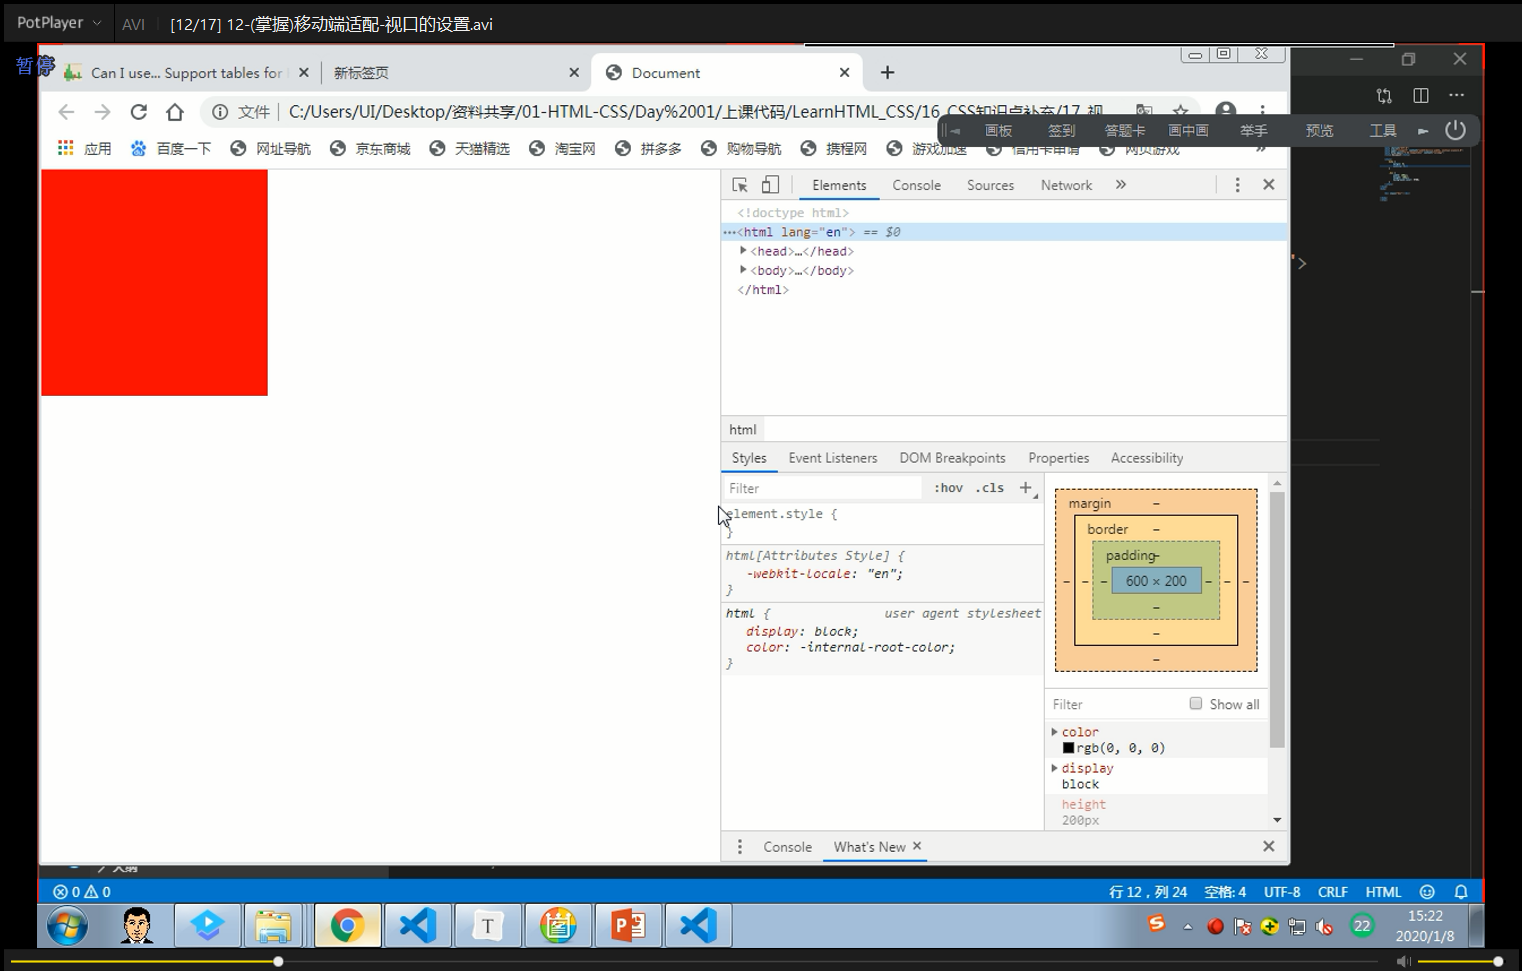 PotPlayer AVI [12/17] 12-(掌握)移动端适配-视口的设置.avi
暂停
Can I use... Support tables for 新标签页 Document
文件 C:/Users/UI/Desktop/资料共享/01-HTML-CSS/Day%2001/上课代码/LearnHTML_CSS/16_CSS知识点补充/17_视
画板 签到 答题卡 画中画 举手 预览 工具
应用 百度一下 网址导航 京东商城 天猫精选 淘宝网 拼多多 购物导航 携程网 游戏加速 信用卡申请 网页游戏 »
Elements Console Sources Network »
<!doctype html>
…<html lang="en"> == $0
<head>…</head>
<body>…</body>
</html>
'>
html
Styles Event Listeners DOM Breakpoints Properties Accessibility
Filter :hov .cls +
element.style {
}
html[Attributes Style] {
-webkit-locale: "en";
}
html { user agent stylesheet
display: block;
color: -internal-root-color;
}
margin –
border –
padding –
– – – 600 × 200 – – –
–
–
–
Filter Show all
color
rgb(0, 0, 0)
display
block
height
200px
Console What's New
大纲
0 0 行 12，列 24 空格: 4 UTF-8 CRLF HTML
T P S 22 15:22
2020/1/8